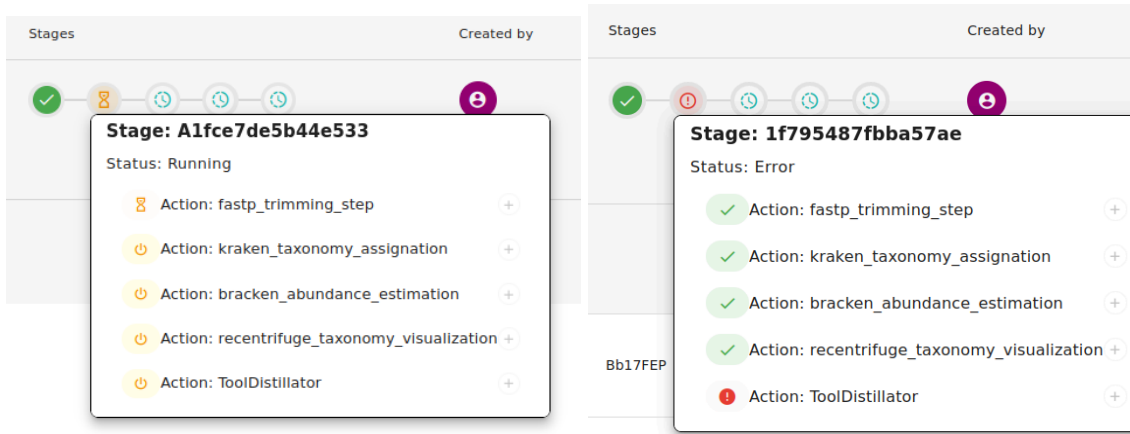 Stages Created by
Stage: A1fce7de5b44e533
Status: Running
Action: fastp_trimming_step
Action: kraken_taxonomy_assignation
Action: bracken_abundance_estimation
Action: recentrifuge_taxonomy_visualization
Action: ToolDistillator
Stages Created by
Stage: 1f795487fbba57ae
Status: Error
Action: fastp_trimming_step
Action: kraken_taxonomy_assignation
Action: bracken_abundance_estimation
Action: recentrifuge_taxonomy_visualization
Bb17FEP
Action: ToolDistillator